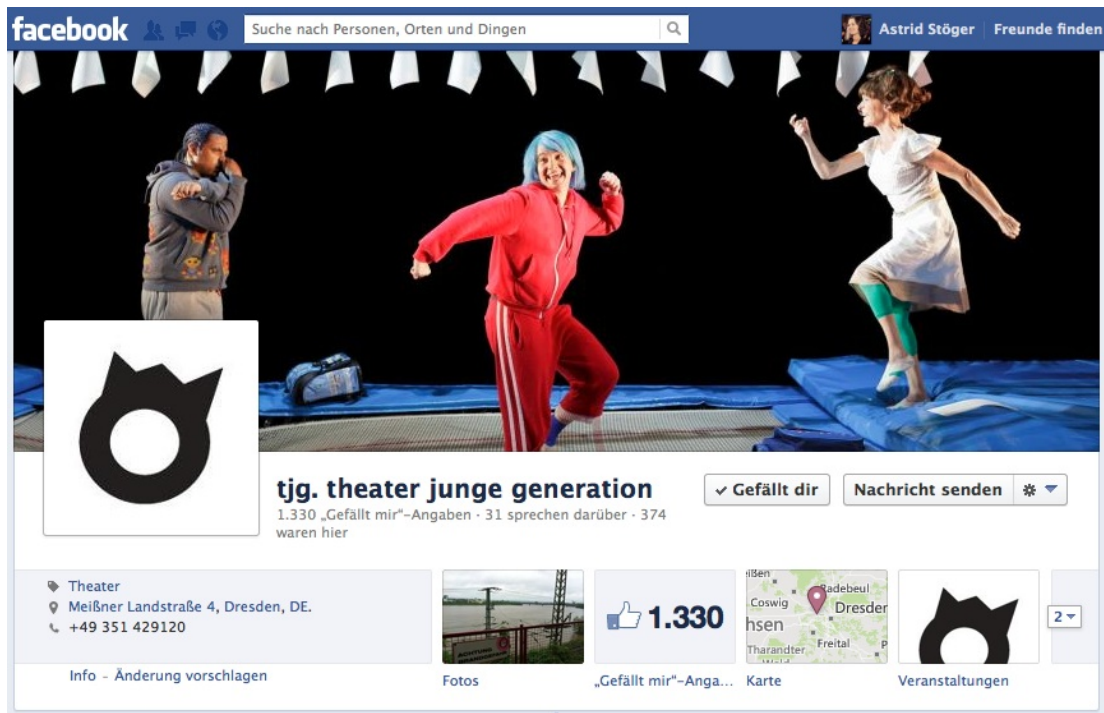 facebook
Suche nach Personen, Orten und Dingen
Astrid Stöger
Freunde finden
tjg. theater junge generation
✓ Gefällt dir
Nachricht senden
1.330 „Gefällt mir“-Angaben · 31 sprechen darüber · 374
waren hier
Theater
Meißner Landstraße 4, Dresden, DE.
+49 351 429120
Info - Änderung vorschlagen
ACHTUNG
Fotos
1.330
„Gefällt mir“-Anga...
Radebeul
Coswig
Dresden
hsen
Freital
Tharandter
Karte
Veranstaltungen
2